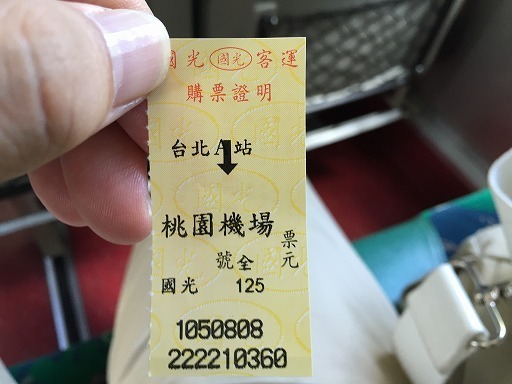 國光 國光 客運
購票證明
台北A站
桃園機場
號全 票元
國光 125
1050808
222210360